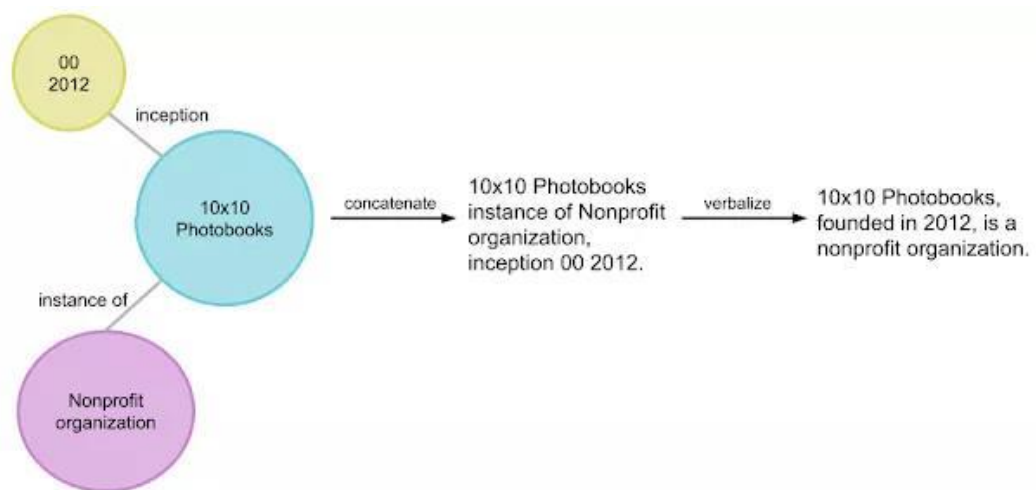 00
2012
inception
10x10
Photobooks
instance of
Nonprofit
organization
concatenate
10x10 Photobooks
instance of Nonprofit
organization,
inception 00 2012.
verbalize
10x10 Photobooks,
founded in 2012, is a
nonprofit organization.